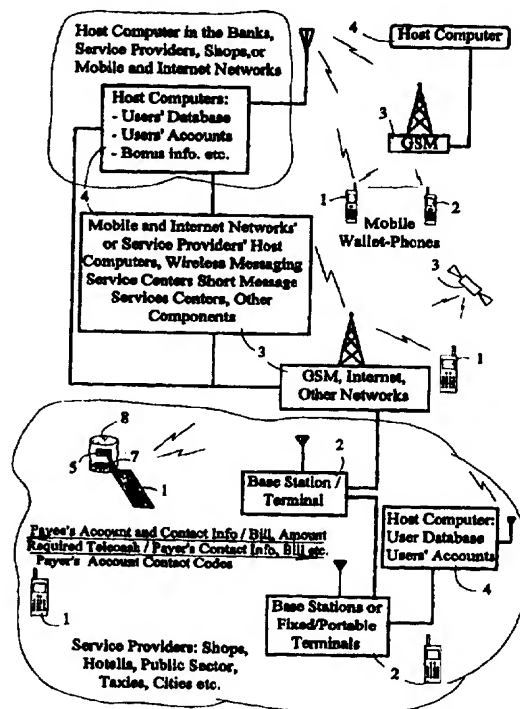 Host Computer in the Banks,
Service Providers, Shops,or
Mobile and Internet Networks
4
Host Computer
Host Computers:
- Users' Database
- Users' Accounts
- Bonus info. etc.
3
GSM
4
1
2
Mobile
Wallet-Phones
Mobile and Internet Networks'
or Service Providers' Host
Computers, Wireless Messaging
Service Centers Short Message
Services Centers, Other
Components
3
3
1
GSM, Internet,
Other Networks
8
5
7
1
2
Base Station /
Terminal
Host Computer:
User Database
Users' Accounts
4
Payee's Account and Contact Info / Bill, Amount
Required Telecash / Payer's Contact Info, Bill etc.
Payer's Account Contact Codes
1
Base Stations or
Fixed/Portable
Terminals
2
Service Providers: Shops,
Hotells, Public Sector,
Taxies, Cities etc.